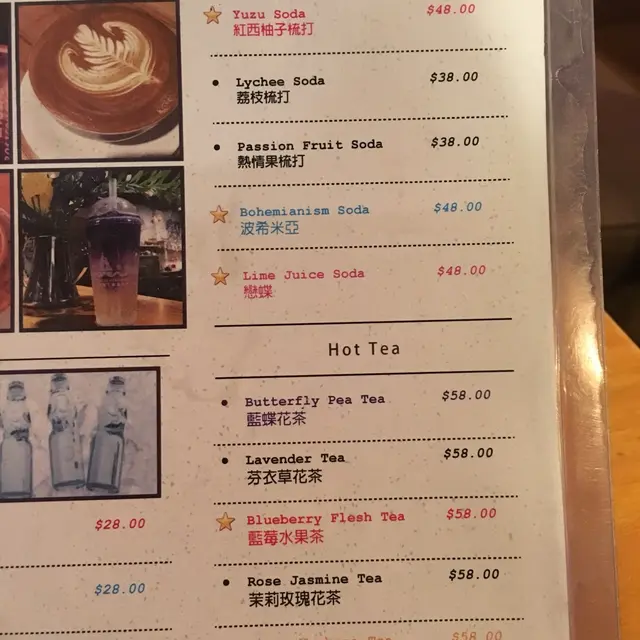 Yuzu Soda $48.00
紅西柚子梳打
Lychee Soda $38.00
荔枝梳打
Passion Fruit Soda $38.00
熱情果梳打
Bohemianism Soda $48.00
波希米亞
Lime Juice Soda $48.00
戀蝶
Hot Tea
Butterfly Pea Tea $58.00
藍蝶花茶
Lavender Tea $58.00
芬衣草花茶
Blueberry Flesh Tea $58.00
藍莓水果茶
Rose Jasmine Tea $58.00
茉莉玫瑰花茶
$28.00
$28.00
$58.00